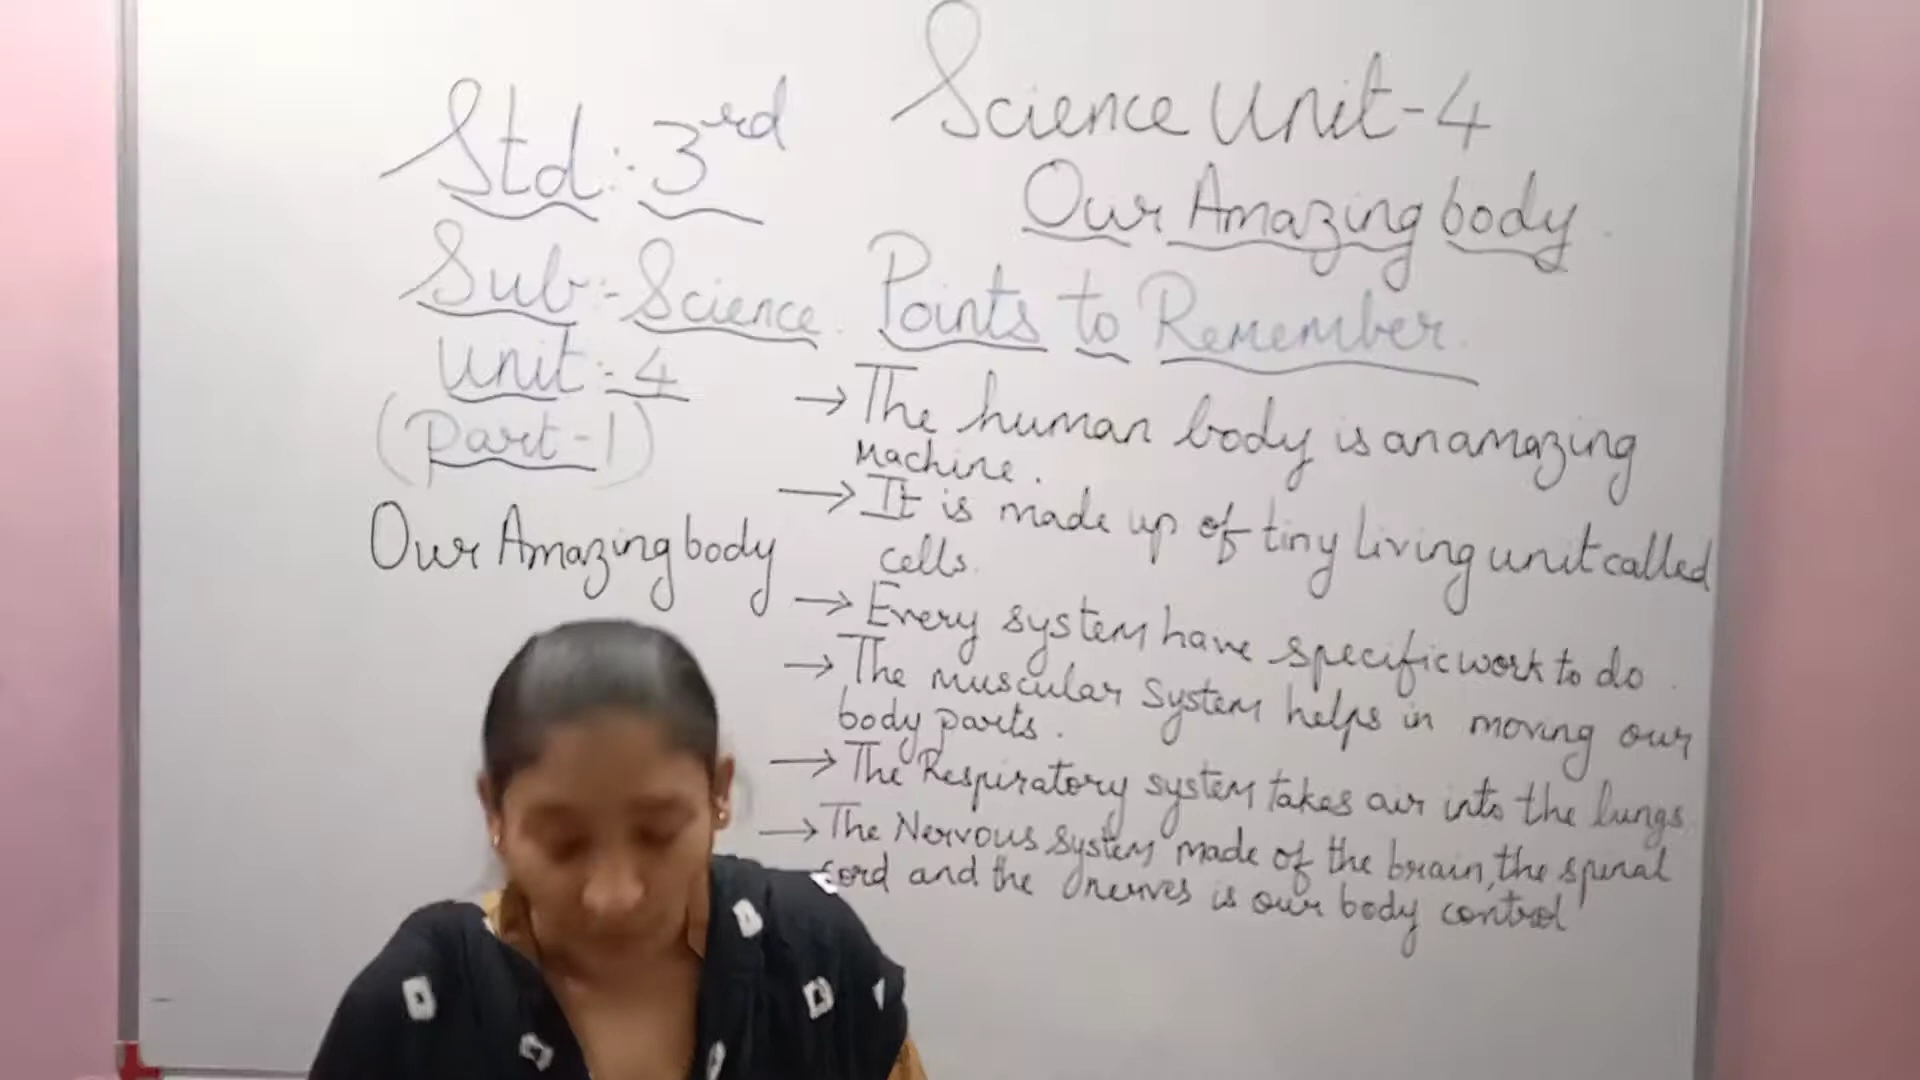 Std:- 3rd
Sub:- Science.
Unit:- 4
(Part-1)
Our Amazing body
Science Unit-4
Our Amazing body.
Points to Remember.
→ The human body is an amazing
Machine.
→ It is made up of tiny living unit called
cells.
→ Every system have specific work to do.
→ The muscular system helps in moving our
body parts.
→ The Respiratory system takes air into the lungs
→ The Nervous system made of the brain, the spinal
cord and the nerves is our body control